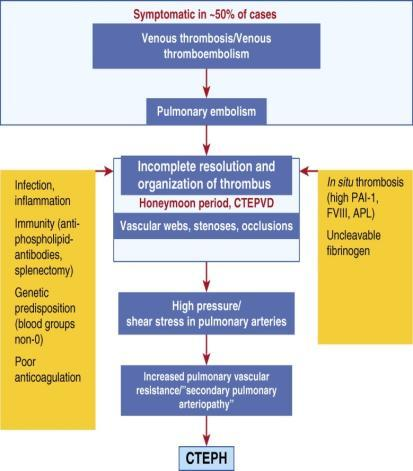 Symptomatic in ~50% of cases
Venous thrombosis/Venous
thromboembolism
Pulmonary embolism
Incomplete resolution and
organization of thrombus
Honeymoon period, CTEPVD
Vascular webs, stenoses, occlusions
Infection,
inflammation
Immunity (anti-
phospholipid-
antibodies,
splenectomy)
Genetic
predisposition
(blood groups
non-0)
Poor
anticoagulation
In situ thrombosis
(high PAI-1,
FVIII, APL)
Uncleavable
fibrinogen
High pressure/
shear stress in pulmonary arteries
Increased pulmonary vascular
resistance/"secondary pulmonary
arteriopathy"
CTEPH